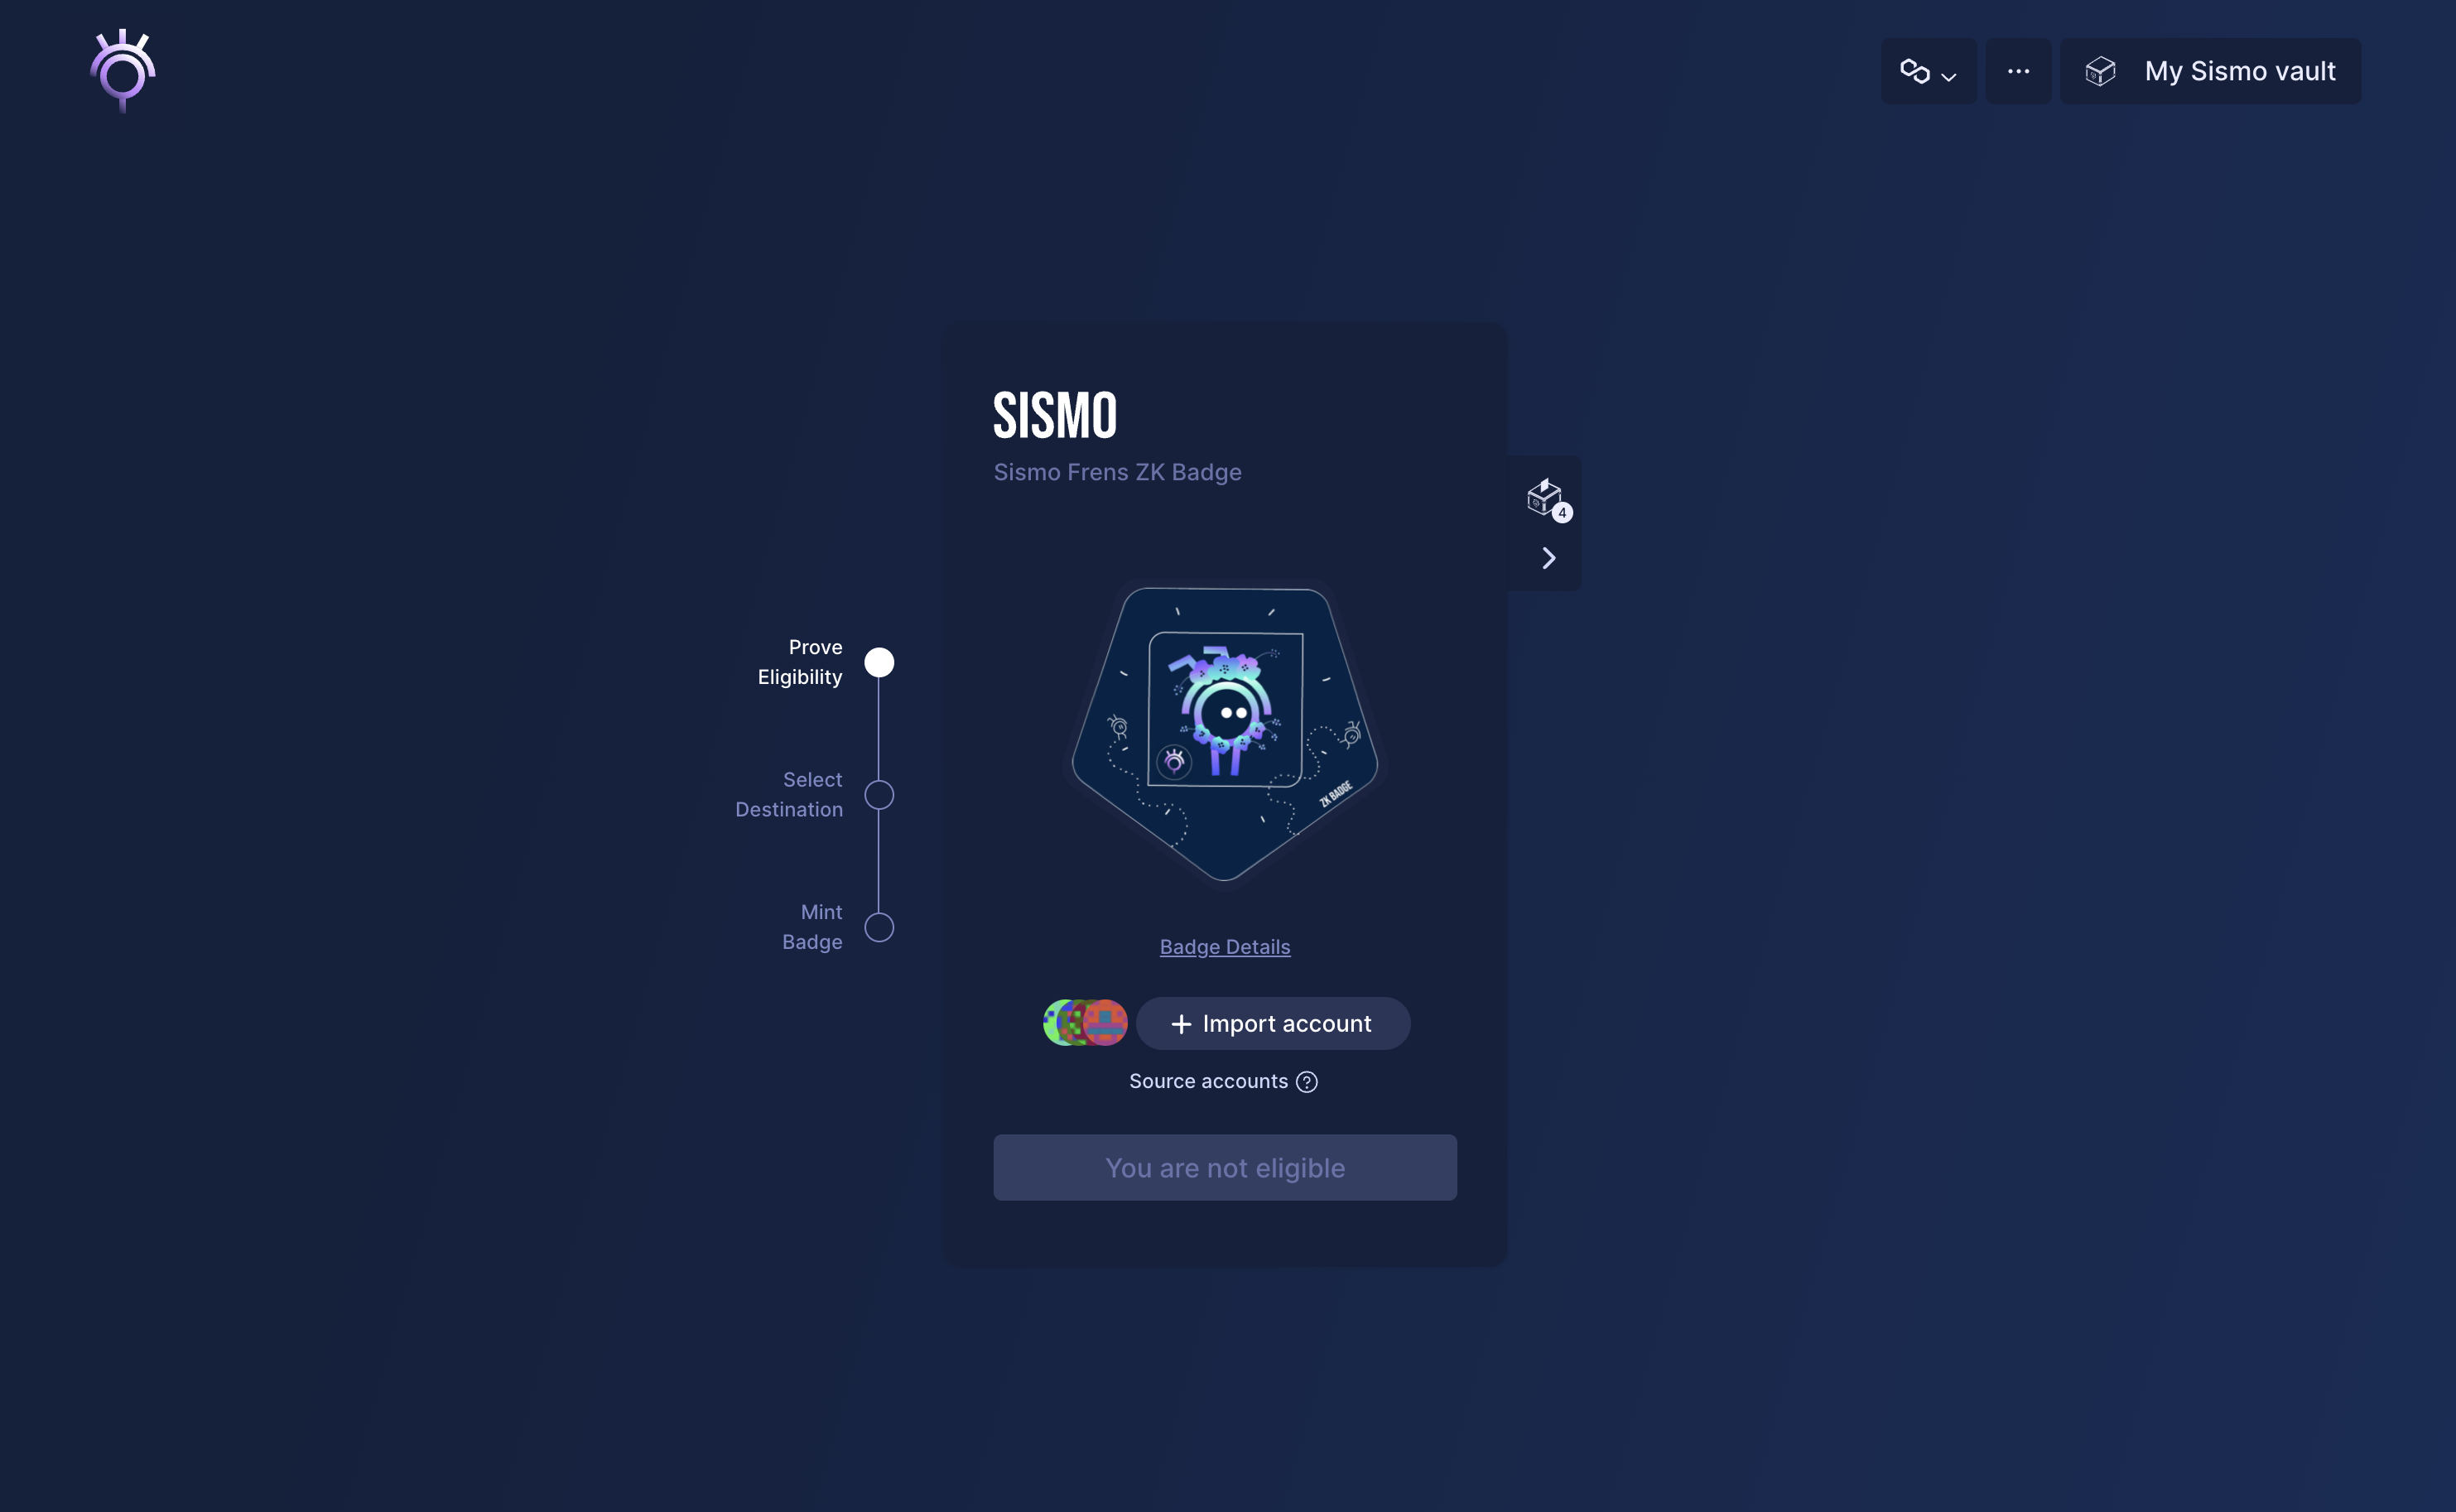 My Sismo vault
SISMO
Sismo Frens ZK Badge
4
Prove
Eligibility
Select
Destination
Mint
Badge
ZK BADGE
Badge Details
Import account
Source accounts ?
You are not eligible